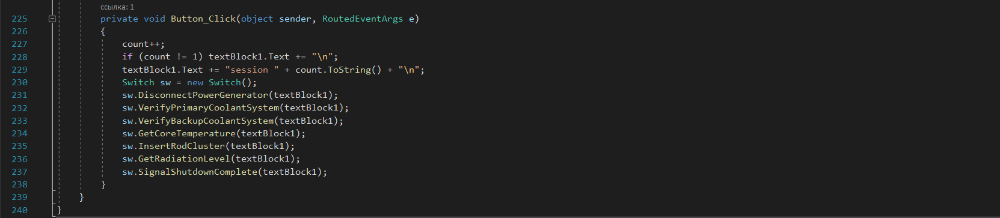 ссылка: 1
225 private void Button_Click(object sender, RoutedEventArgs e)
226 {
227 count++;
228 if (count != 1) textBlock1.Text += "\n";
229 textBlock1.Text += "session " + count.ToString() + "\n";
230 Switch sw = new Switch();
231 sw.DisconnectPowerGenerator(textBlock1);
232 sw.VerifyPrimaryCoolantSystem(textBlock1);
233 sw.VerifyBackupCoolantSystem(textBlock1);
234 sw.GetCoreTemperature(textBlock1);
235 sw.InsertRodCluster(textBlock1);
236 sw.GetRadiationLevel(textBlock1);
237 sw.SignalShutdownComplete(textBlock1);
238 }
239 }
240 }